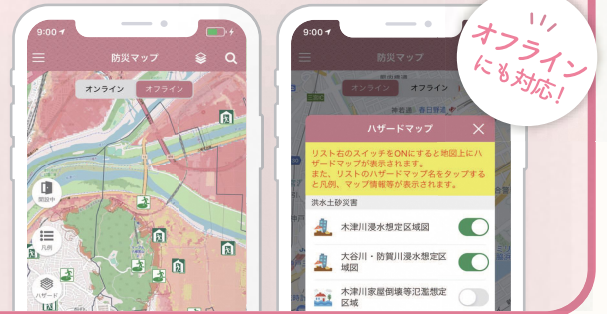 9:00
防災マップ
オンライン
オフライン
開設中
凡例
ハザード
9:00
防災マップ
オンライン
オフライン
オフライン
にも対応!
ハザードマップ
リスト右のスイッチをONにすると地図上にハ
ザードマップが表示されます。
また、リストのハザードマップ名をタップする
と凡例、マップ情報等が表示されます。
洪水土砂災害
木津川浸水想定区域図
大谷川・防賀川浸水想定区
域図
木津川家屋倒壊等氾濫想定
区域